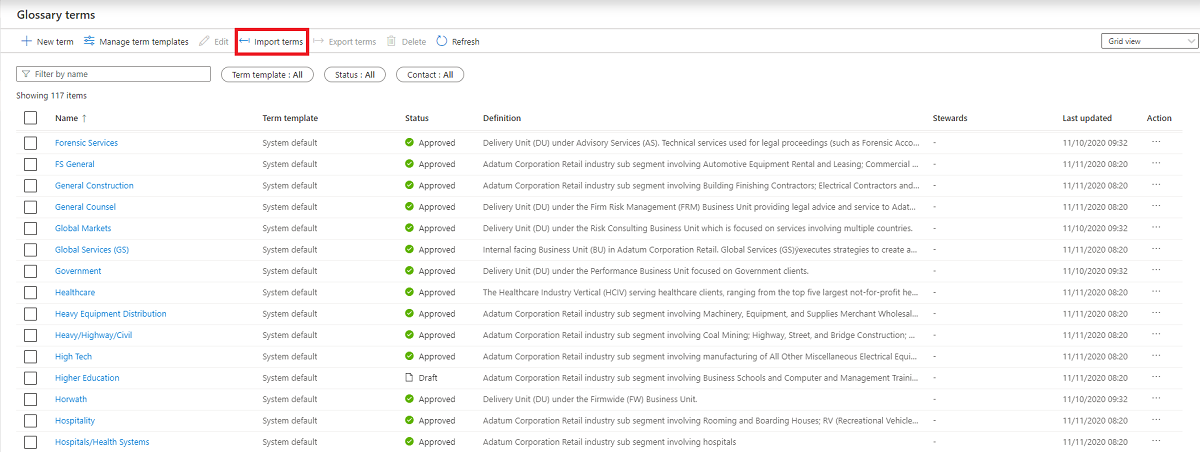 Glossary terms
New term Manage term templates Edit Import terms Export terms Delete Refresh Grid view
Filter by name Term template : All Status : All Contact : All
Showing 117 items
Name ↑ Term template Status Definition Stewards Last updated Action
Forensic Services System default Approved Delivery Unit (DU) under Advisory Services (AS). Technical services used for legal proceedings (such as Forensic Acco... - 11/10/2020 09:32 ...
FS General System default Approved Adatum Corporation Retail industry sub segment involving Automotive Equipment Rental and Leasing; Commercial ... - 11/11/2020 08:20 ...
General Construction System default Approved Adatum Corporation Retail industry sub segment involving Building Finishing Contractors; Electrical Contractors and... - 11/11/2020 08:20 ...
General Counsel System default Approved Delivery Unit (DU) under the Firm Risk Management (FRM) Business Unit providing legal advice and service to Adat... - 11/11/2020 08:20 ...
Global Markets System default Approved Delivery Unit (DU) under the Risk Consulting Business Unit which is focused on services involving multiple countries. - 11/10/2020 09:32 ...
Global Services (GS) System default Approved Internal facing Business Unit (BU) in Adatum Corporation Retail. Global Services (GS)ÿexecutes strategies to create a... - 11/11/2020 08:20 ...
Government System default Approved Delivery Unit (DU) under the Performance Business Unit focused on Government clients. - 11/10/2020 09:32 ...
Healthcare System default Approved The Healthcare Industry Vertical (HCIV) serving healthcare clients, ranging from the top five largest not-for-profit he... - 11/11/2020 08:20 ...
Heavy Equipment Distribution System default Approved Adatum Corporation Retail industry sub segment involving Machinery, Equipment, and Supplies Merchant Wholesal... - 11/11/2020 08:20 ...
Heavy/Highway/Civil System default Approved Adatum Corporation Retail industry sub segment involving Coal Mining; Highway, Street, and Bridge Construction; ... - 11/11/2020 08:20 ...
High Tech System default Approved Adatum Corporation Retail industry sub segment involving manufacturing of All Other Miscellaneous Electrical Equi... - 11/11/2020 08:20 ...
Higher Education System default Draft Adatum Corporation Retail industry sub segment involving Business Schools and Computer and Management Traini... - 11/11/2020 08:20 ...
Horwath System default Approved Delivery Unit (DU) under the Firmwide (FW) Business Unit. - 11/10/2020 09:32 ...
Hospitality System default Approved Adatum Corporation Retail industry sub segment involving Rooming and Boarding Houses; RV (Recreational Vehicle... - 11/11/2020 08:20 ...
Hospitals/Health Systems System default Approved Adatum Corporation Retail industry sub segment involving hospitals - 11/11/2020 08:20 ...